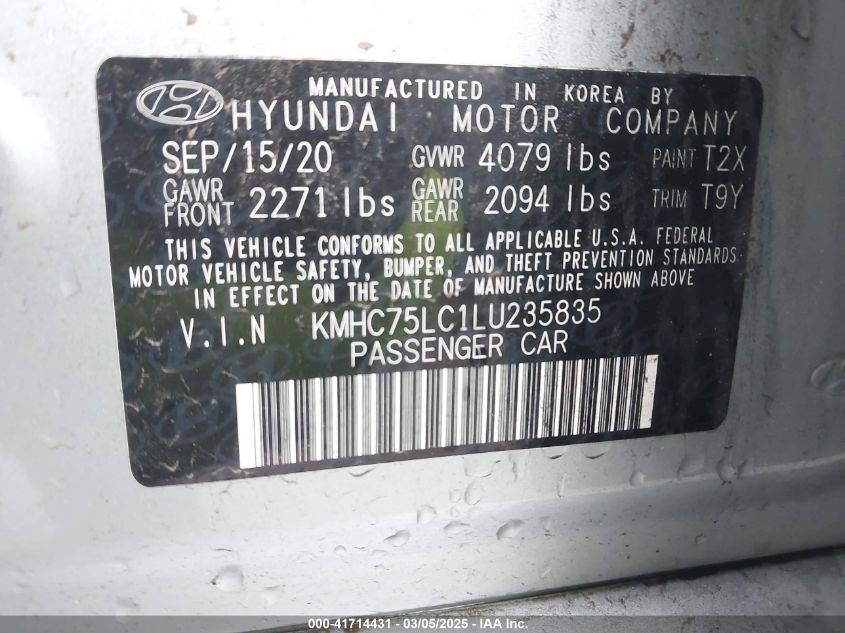 MANUFACTURED IN KOREA BY
HYUNDAI MOTOR COMPANY
SEP/15/20 GVWR 4079 lbs PAINT T2X
GAWR FRONT 2271 lbs GAWR REAR 2094 lbs TRIM T9Y
THIS VEHICLE CONFORMS TO ALL APPLICABLE U.S.A. FEDERAL
MOTOR VEHICLE SAFETY, BUMPER, AND THEFT PREVENTION STANDARDS
IN EFFECT ON THE DATE OF MANUFACTURE SHOWN ABOVE
V.I.N KMHC75LC1LU235835
PASSENGER CAR
000-41714431 - 03/05/2025 - IAA Inc.